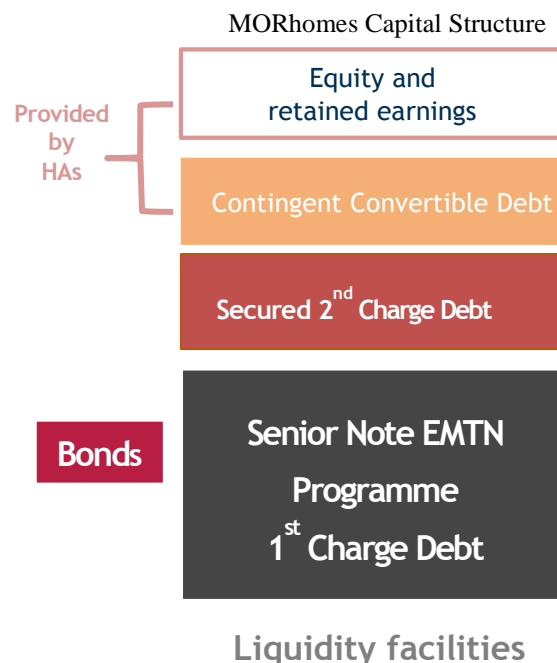 MORhomes Capital Structure
Equity and
retained earnings
Provided
by
HAs
Contingent Convertible Debt
Secured 2nd Charge Debt
Bonds
Senior Note EMTN
Programme
1st Charge Debt
Liquidity facilities